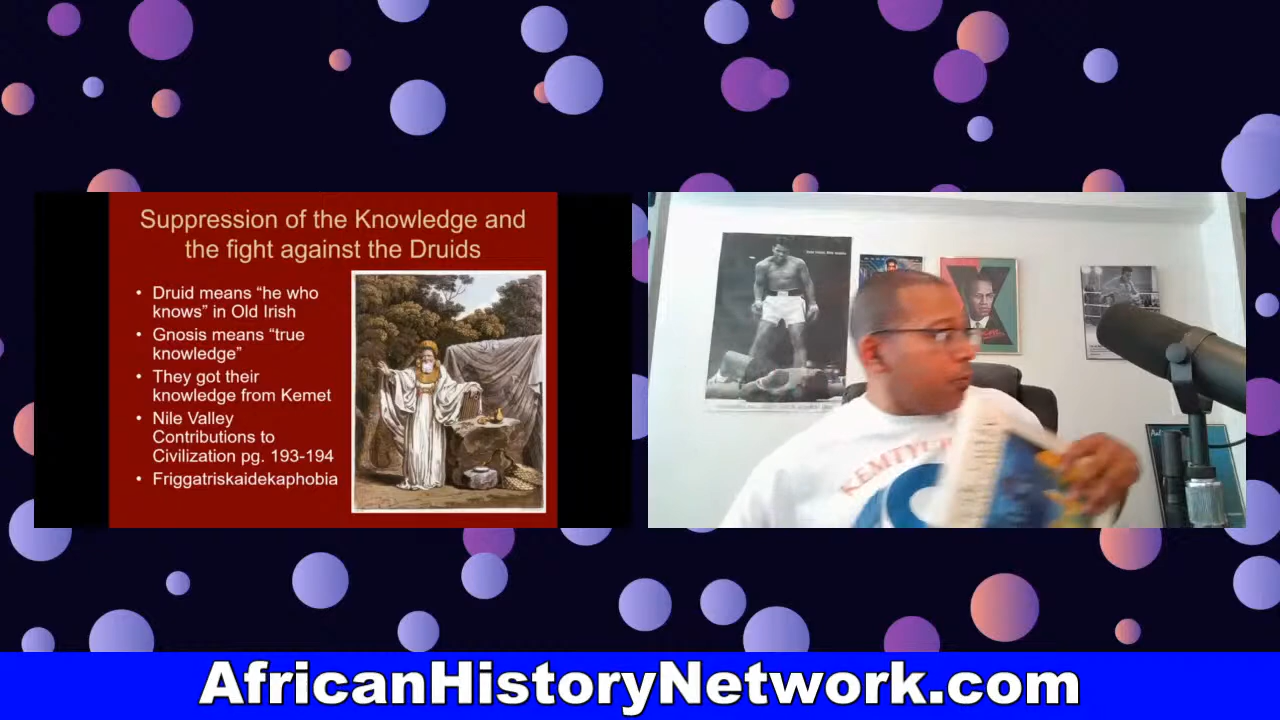 Suppression of the Knowledge and
the fight against the Druids
• Druid means “he who
knows” in Old Irish
• Gnosis means “true
knowledge”
• They got their
knowledge from Kemet
• Nile Valley
Contributions to
Civilization pg. 193-194
• Friggatriskaidekaphobia
X
AfricanHistoryNetwork.com